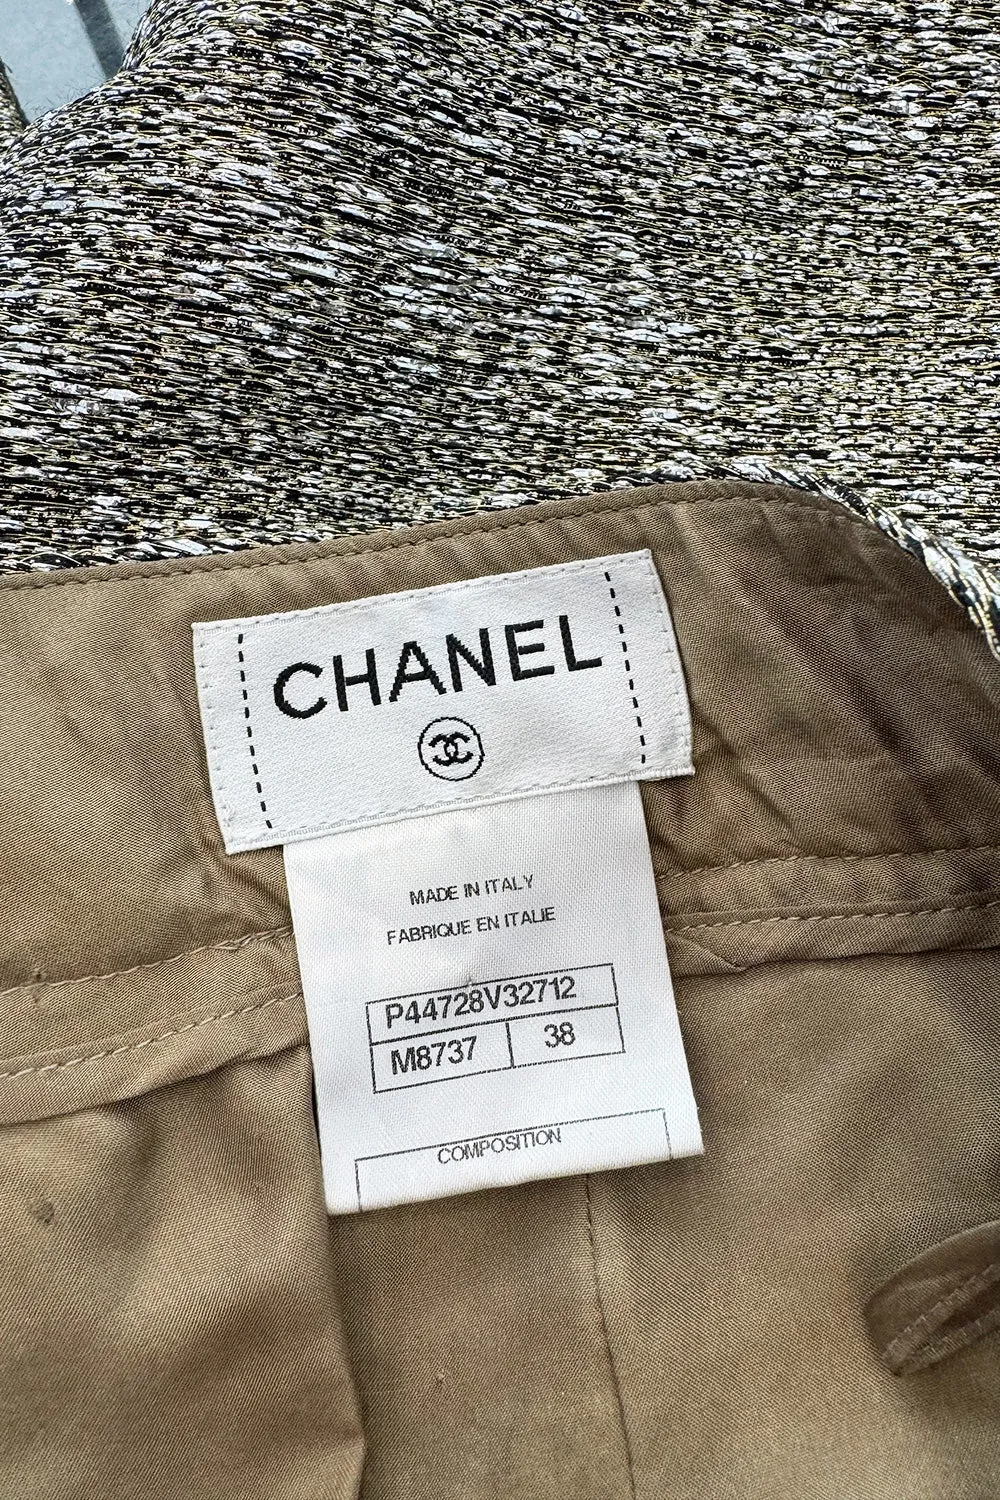 CHANEL
MADE IN ITALY
FABRIQUE EN ITALIE
P44728V32712
M8737 38
COMPOSITION